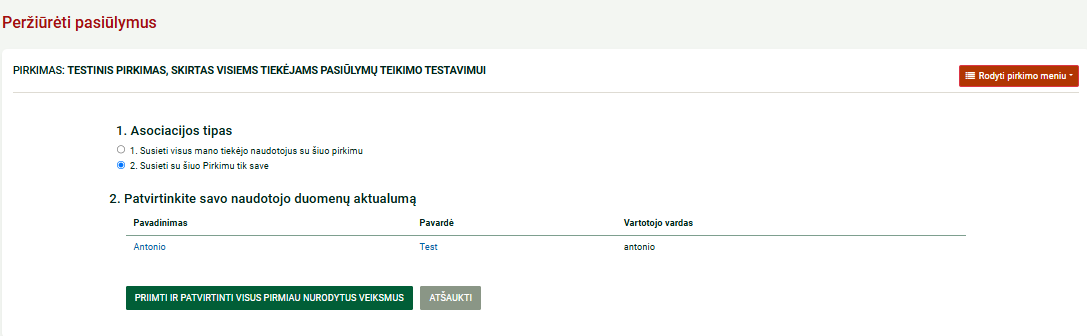 Peržiūrėti pasiūlymus
PIRKIMAS: TESTINIS PIRKIMAS, SKIRTAS VISIEMS TIEKĖJAMS PASIŪLYMŲ TEIKIMO TESTAVIMUI
Rodyti pirkimo meniu
1. Asociacijos tipas
1. Susieti visus mano tiekėjo naudotojus su šiuo pirkimu
2. Susieti su šiuo Pirkimu tik save
2. Patvirtinkite savo naudotojo duomenų aktualumą
Pavadinimas Pavardė Vartotojo vardas
Antonio Test antonio
PRIIMTI IR PATVIRTINTI VISUS PIRMIAU NURODYTUS VEIKSMUS ATŠAUKTI